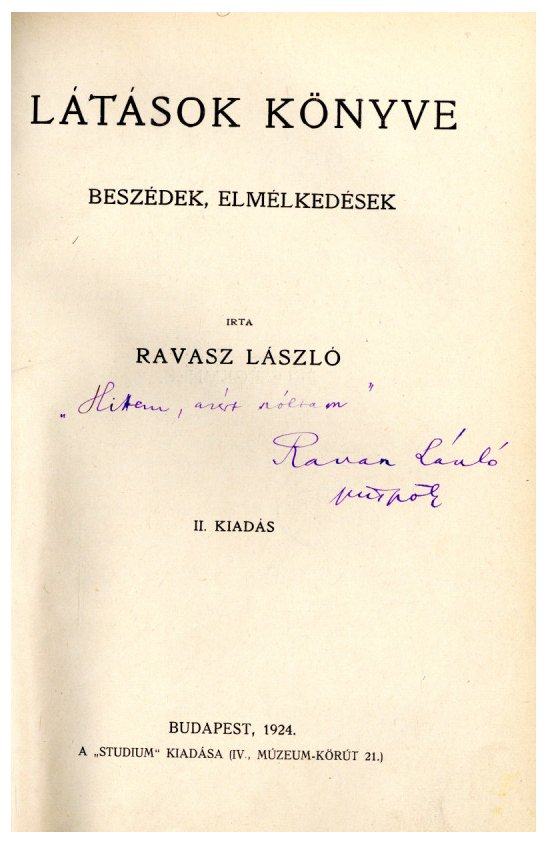 LÁTÁSOK KÖNYVE
BESZÉDEK, ELMÉLKEDÉSEK
IRTA
RAVASZ LÁSZLÓ
„Hittem, azért szóltam”
Ravasz László
püspök
II. KIADÁS
BUDAPEST, 1924.
A „STUDIUM“ KIADÁSA (IV., MÚZEUM-KÖRÚT 21.)